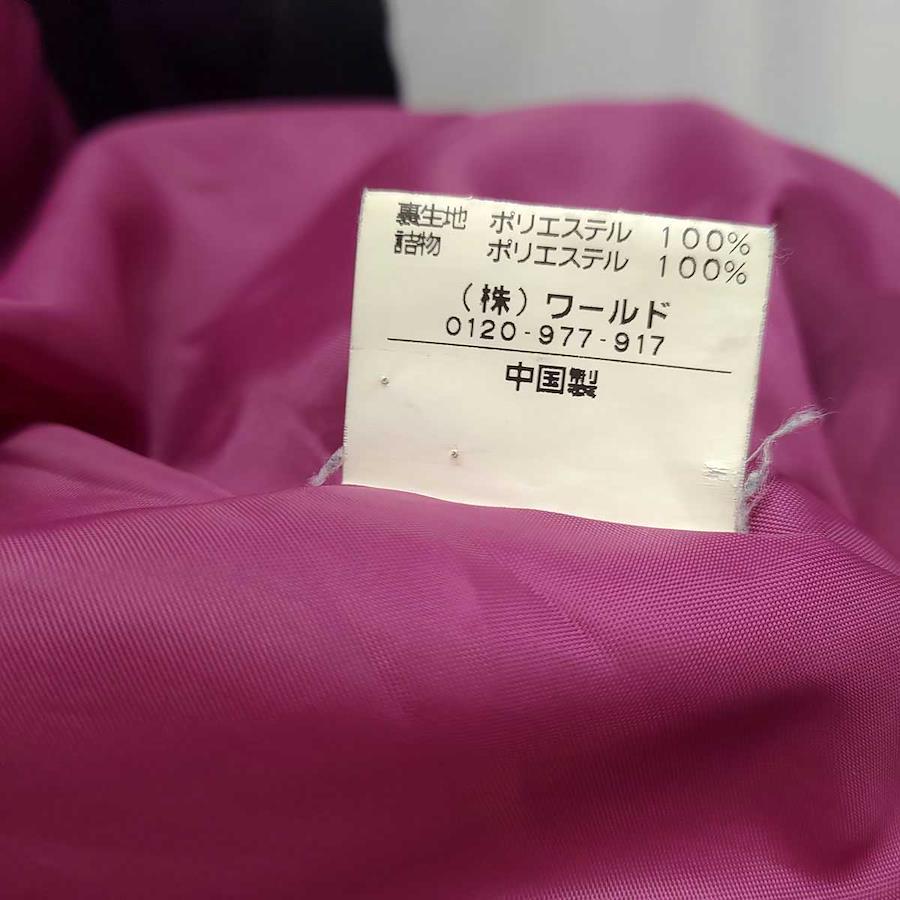 裏生地 ポリエステル 100%
詰物 ポリエステル 100%
(株)ワールド
0120-977-917
中国製